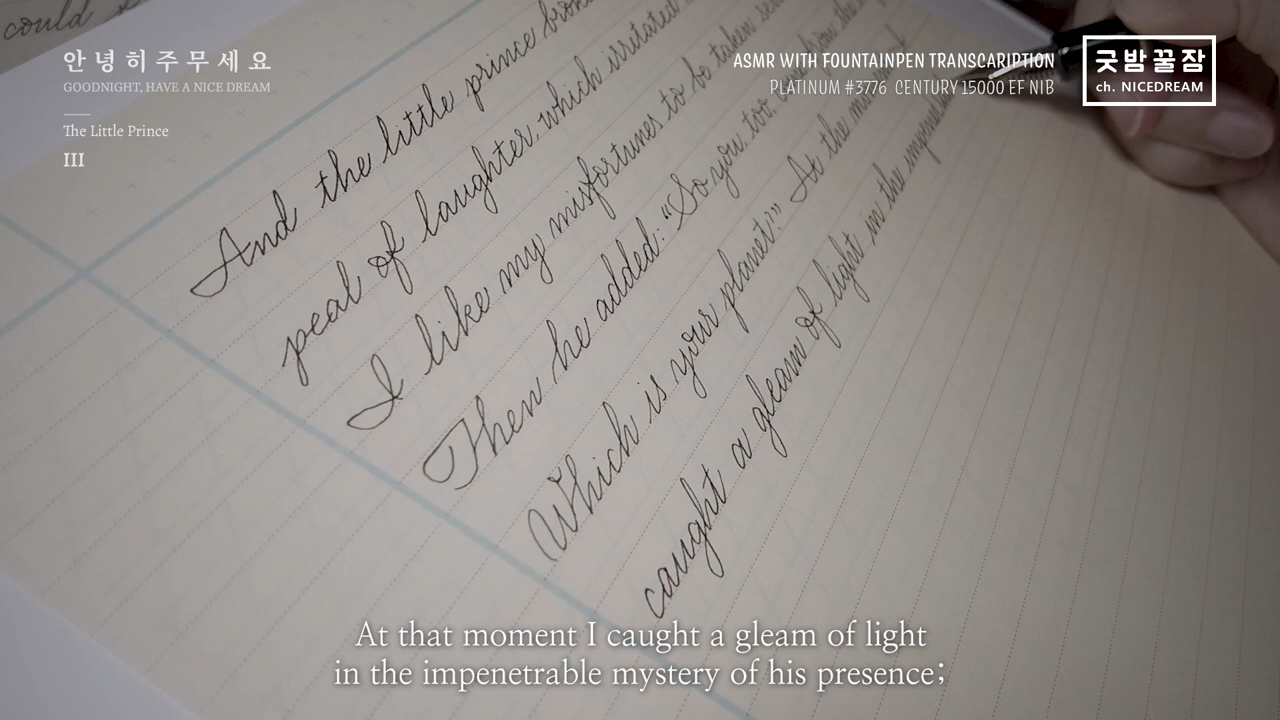 could
안녕히주무세요
GOODNIGHT, HAVE A NICE DREAM
The Little Prince
III
ASMR WITH FOUNTAINPEN TRANSCARIPTION
PLATINUM #3776 CENTURY 15000 EF NIB
굿밤꿀잠
ch. NICEDREAM
And the little prince
peal of laughter, which irritated
I like my misfortunes to be taken
Then he added: "So you, too,
Which is your planet?" At the
caught a gleam of light in the
At that moment I caught a gleam of light
in the impenetrable mystery of his presence;